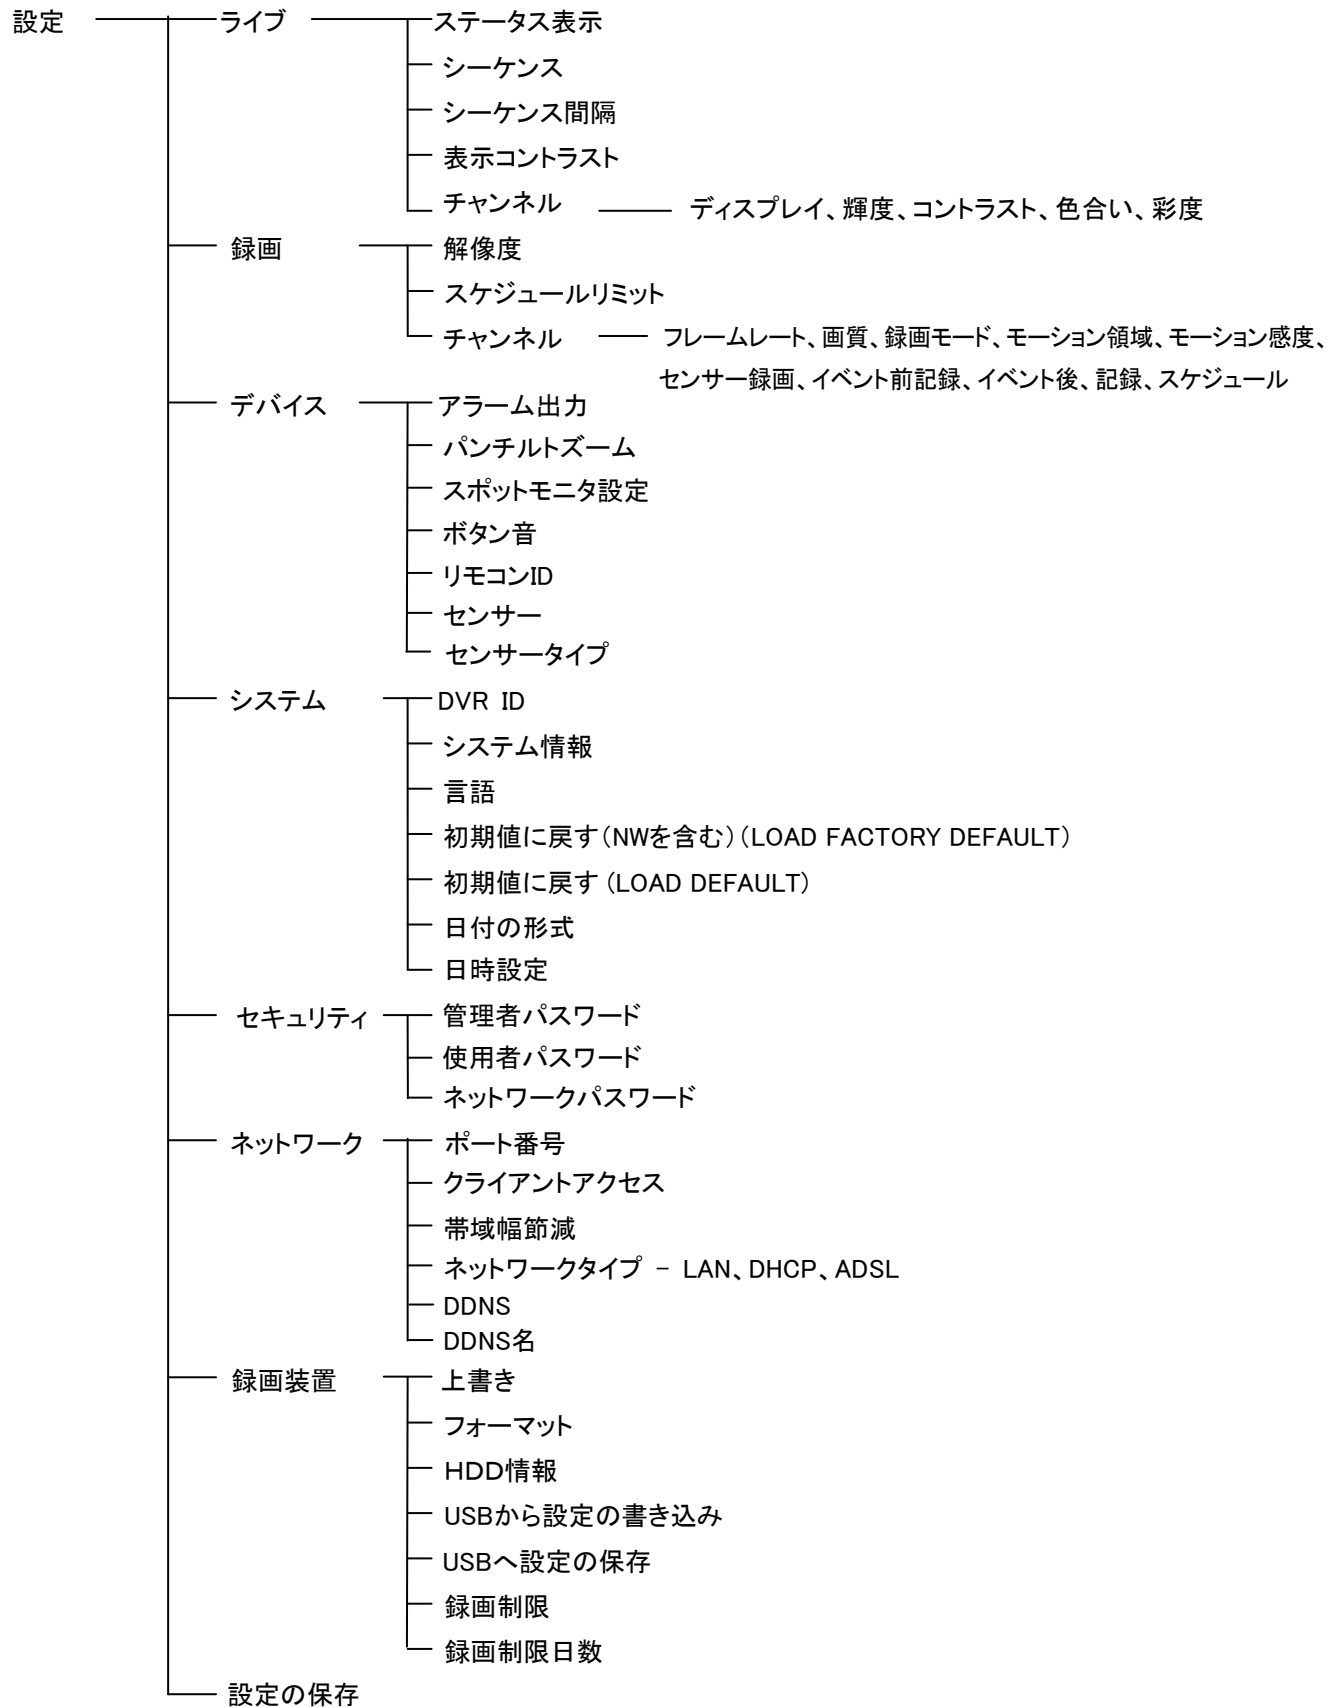 設定 ライブ ステータス表示
シーケンス
シーケンス間隔
表示コントラスト
チャンネル ディスプレイ、輝度、コントラスト、色合い、彩度
録画 解像度
スケジュールリミット
チャンネル フレームレート、画質、録画モード、モーション領域、モーション感度、
センサー録画、イベント前記録、イベント後、記録、スケジュール
デバイス アラーム出力
パンチルトズーム
スポットモニタ設定
ボタン音
リモコンID
センサー
センサータイプ
システム DVR ID
システム情報
言語
初期値に戻す(NWを含む)(LOAD FACTORY DEFAULT)
初期値に戻す (LOAD DEFAULT)
日付の形式
日時設定
セキュリティ 管理者パスワード
使用者パスワード
ネットワークパスワード
ネットワーク ポート番号
クライアントアクセス
帯域幅節減
ネットワークタイプ − LAN、DHCP、ADSL
DDNS
DDNS名
録画装置 上書き
フォーマット
HDD情報
USBから設定の書き込み
USBへ設定の保存
録画制限
録画制限日数
設定の保存